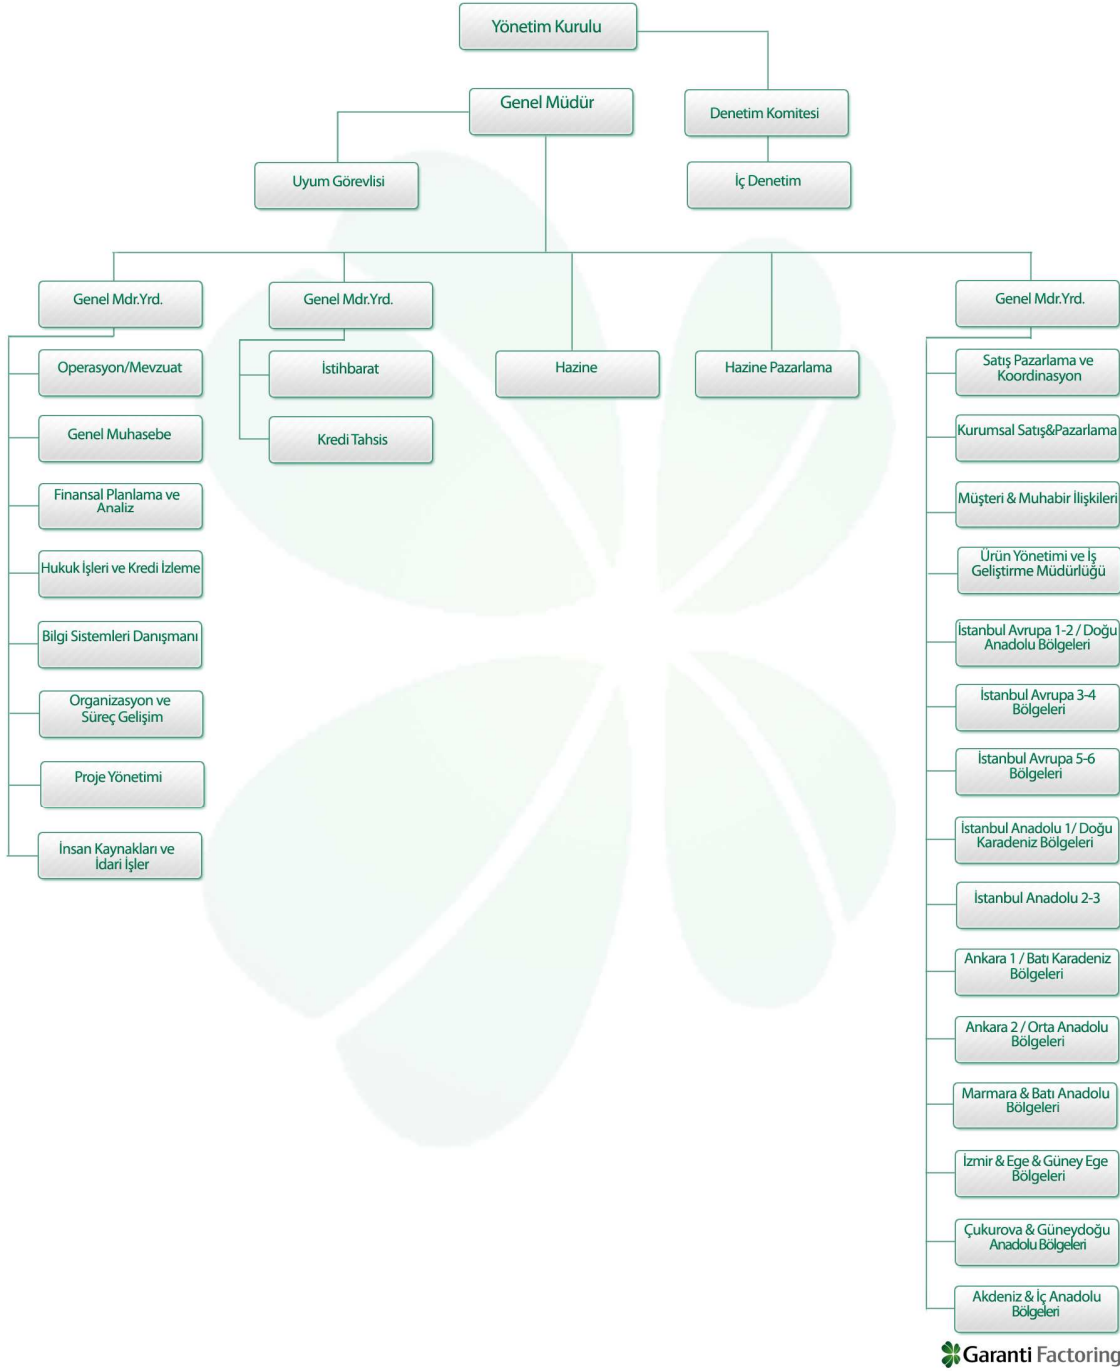 Yönetim Kurulu
Genel Müdür
Denetim Komitesi
Uyum Görevlisi
İç Denetim
Genel Mdr.Yrd.
Operasyon/Mevzuat
Genel Muhasebe
Finansal Planlama ve
Analiz
Hukuk İşleri ve Kredi İzleme
Bilgi Sistemleri Danışmanı
Organizasyon ve
Süreç Gelişim
Proje Yönetimi
İnsan Kaynakları ve
İdari İşler
Genel Mdr.Yrd.
İstihbarat
Kredi Tahsis
Hazine
Hazine Pazarlama
Genel Mdr.Yrd.
Satış Pazarlama ve
Koordinasyon
Kurumsal Satış&Pazarlama
Müşteri & Muhabir İlişkileri
Ürün Yönetimi ve İş
Geliştirme Müdürlüğü
İstanbul Avrupa 1-2 / Doğu
Anadolu Bölgeleri
İstanbul Avrupa 3-4
Bölgeleri
İstanbul Avrupa 5-6
Bölgeleri
İstanbul Anadolu 1/ Doğu
Karadeniz Bölgeleri
İstanbul Anadolu 2-3
Ankara 1 / Batı Karadeniz
Bölgeleri
Ankara 2 / Orta Anadolu
Bölgeleri
Marmara & Batı Anadolu
Bölgeleri
İzmir & Ege & Güney Ege
Bölgeleri
Çukurova & Güneydoğu
Anadolu Bölgeleri
Akdeniz & İç Anadolu
Bölgeleri
Garanti Factoring